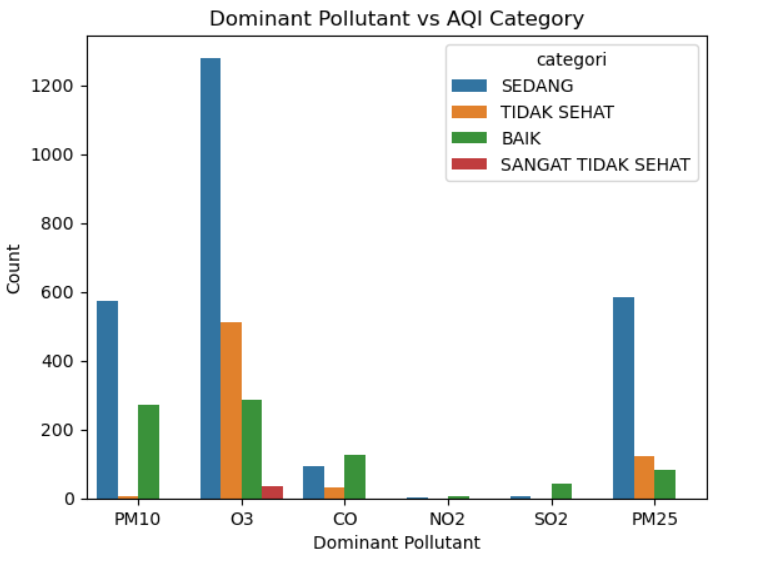 Dominant Pollutant vs AQI Category
categori
SEDANG
TIDAK SEHAT
BAIK
SANGAT TIDAK SEHAT
Count
1200
1000
800
600
400
200
0
PM10 O3 CO NO2 SO2 PM25
Dominant Pollutant